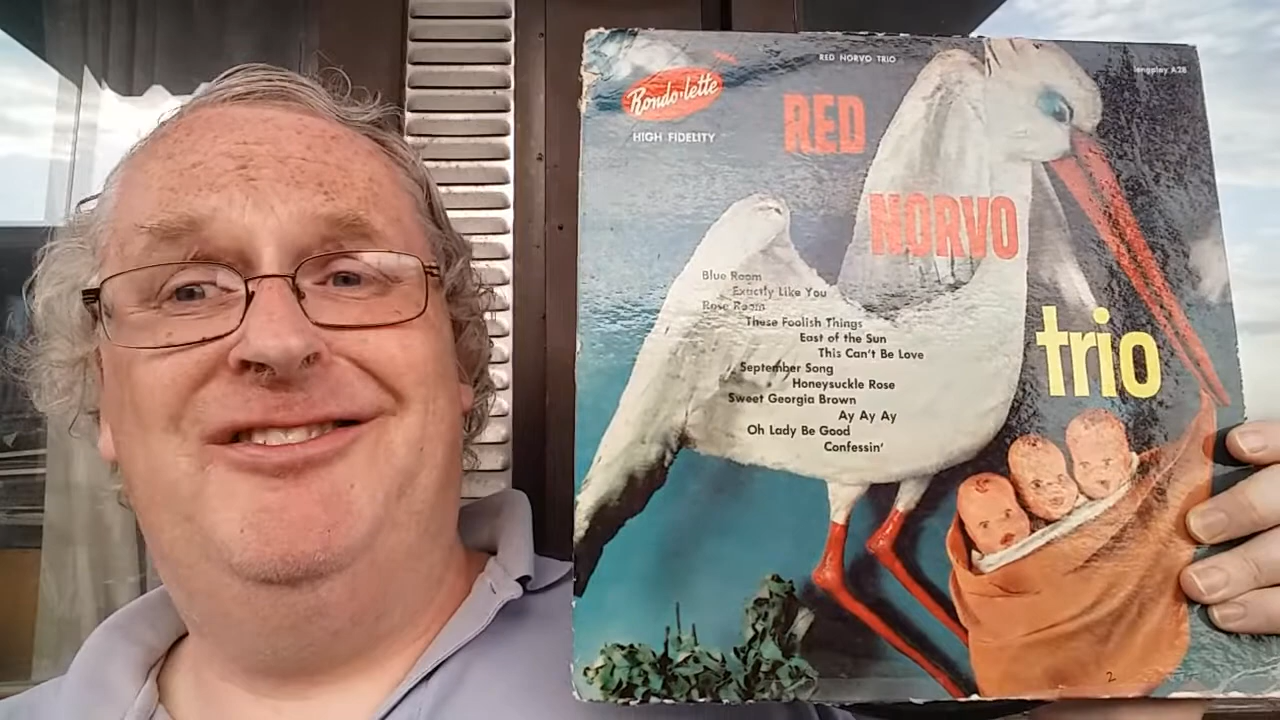 RED NORVO TRIO
longplay A28
Rondo-lette
HIGH FIDELITY
RED
NORVO
trio
Blue Room
Exactly Like You
Rose Room
These Foolish Things
East of the Sun
This Can't Be Love
September Song
Honeysuckle Rose
Sweet Georgia Brown
Ay Ay Ay
Oh Lady Be Good
Confessin'
2